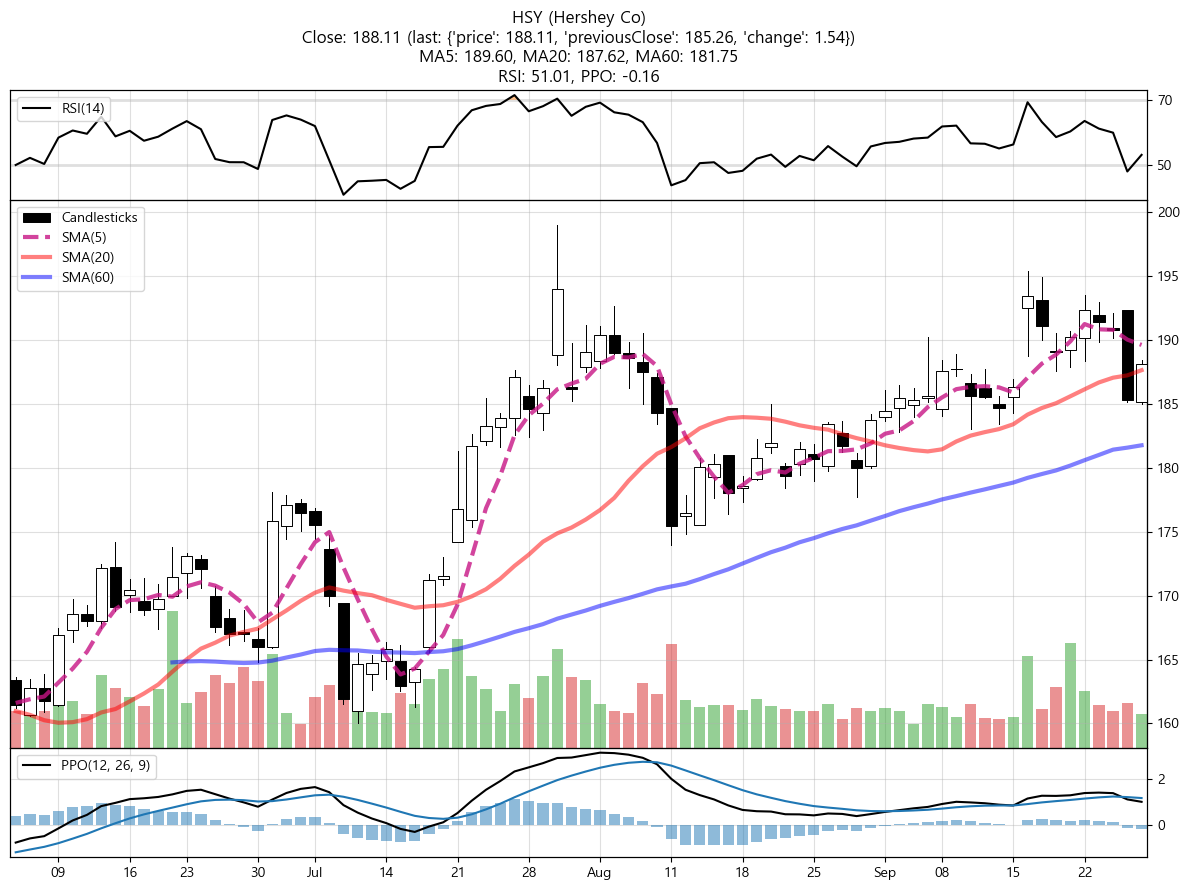 HSY (Hershey Co)
Close: 188.11 (last: {'price': 188.11, 'previousClose': 185.26, 'change': 1.54})
MA5: 189.60, MA20: 187.62, MA60: 181.75
RSI: 51.01, PPO: -0.16
RSI(14)
70
50
Candlesticks
SMA(5)
SMA(20)
SMA(60)
200
195
190
185
180
175
170
165
160
PPO(12, 26, 9)
2
0
09 16 23 30 Jul 14 21 28 Aug 11 18 25 Sep 08 15 22